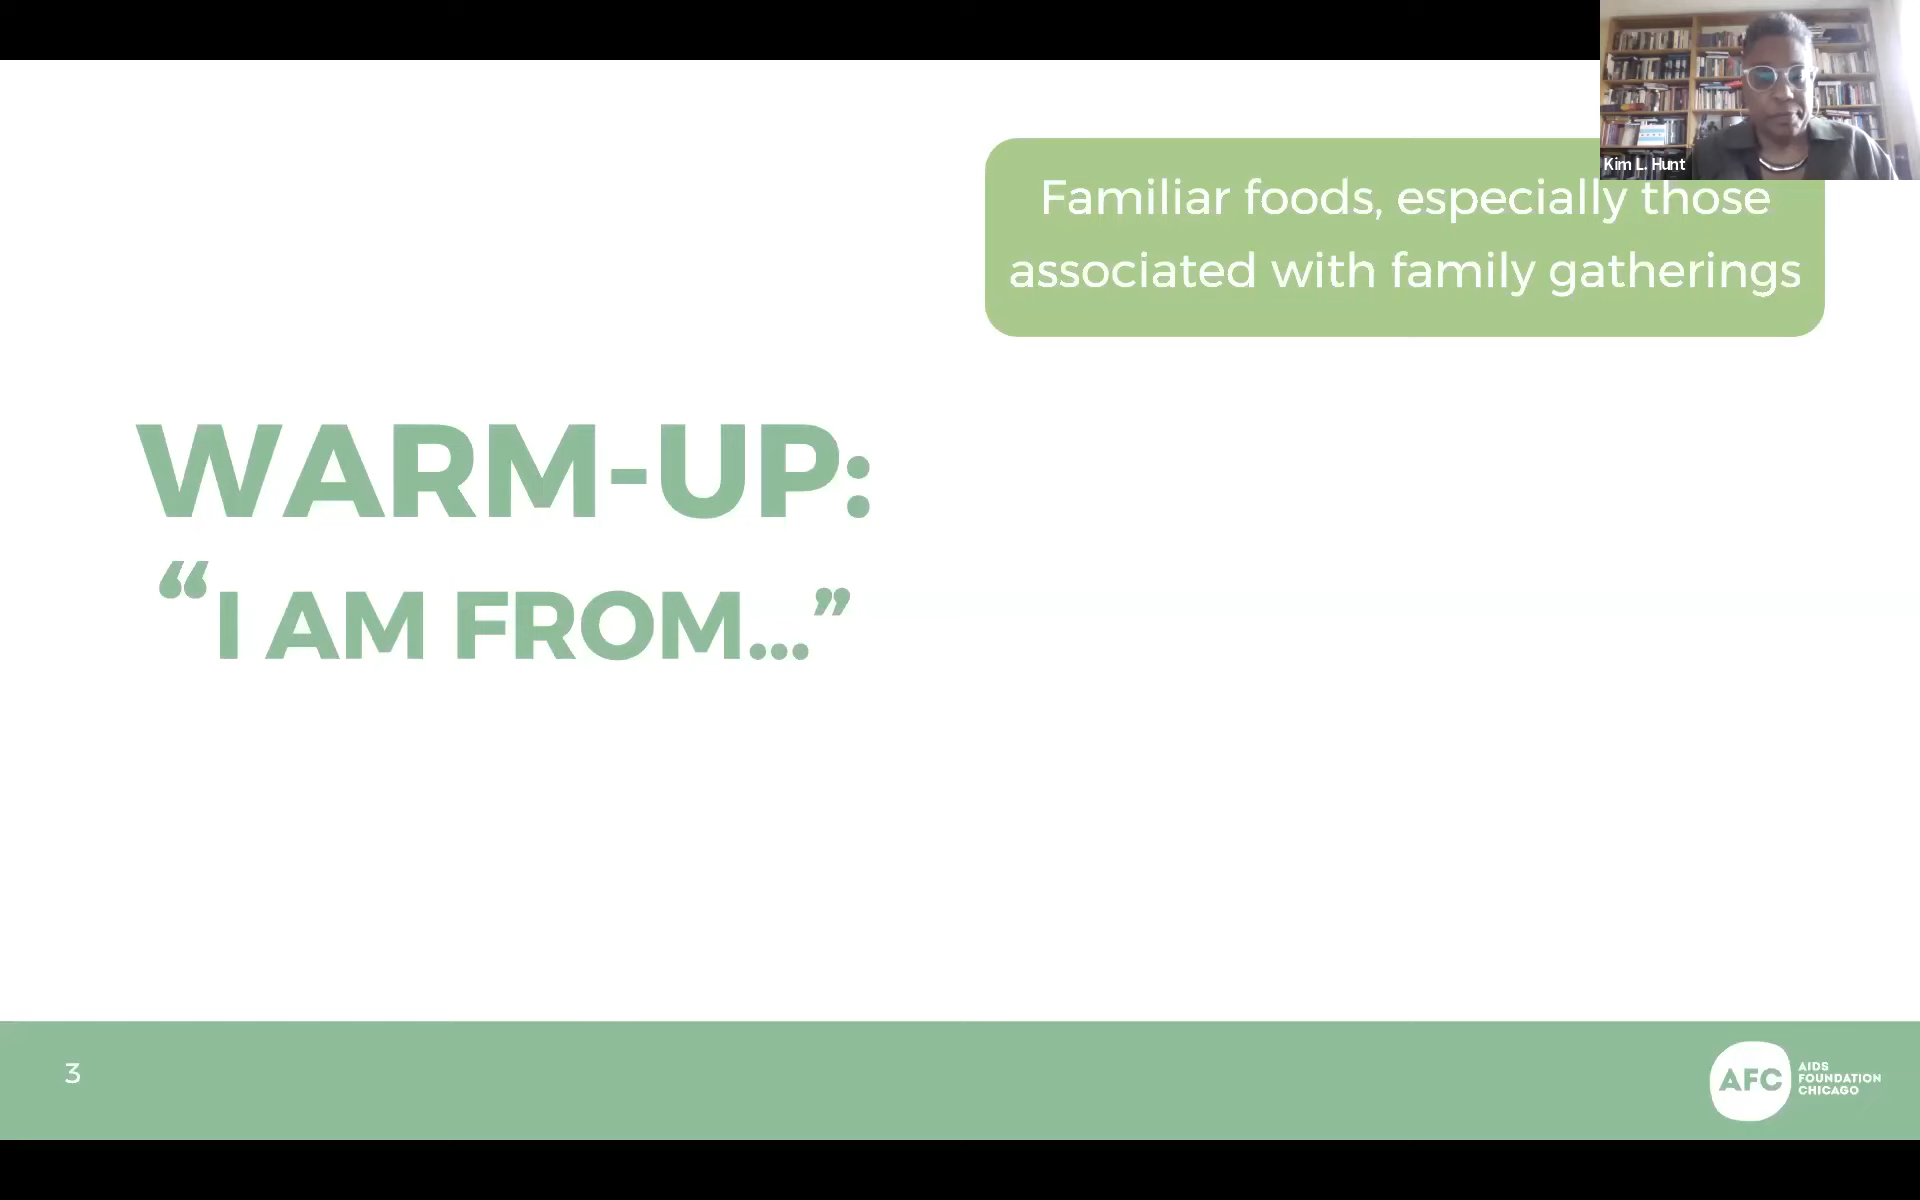 Kim L. Hunt
Familiar foods, especially those
associated with family gatherings
WARM-UP:
“I AM FROM...”
3
AFC
AIDS
FOUNDATION
CHICAGO